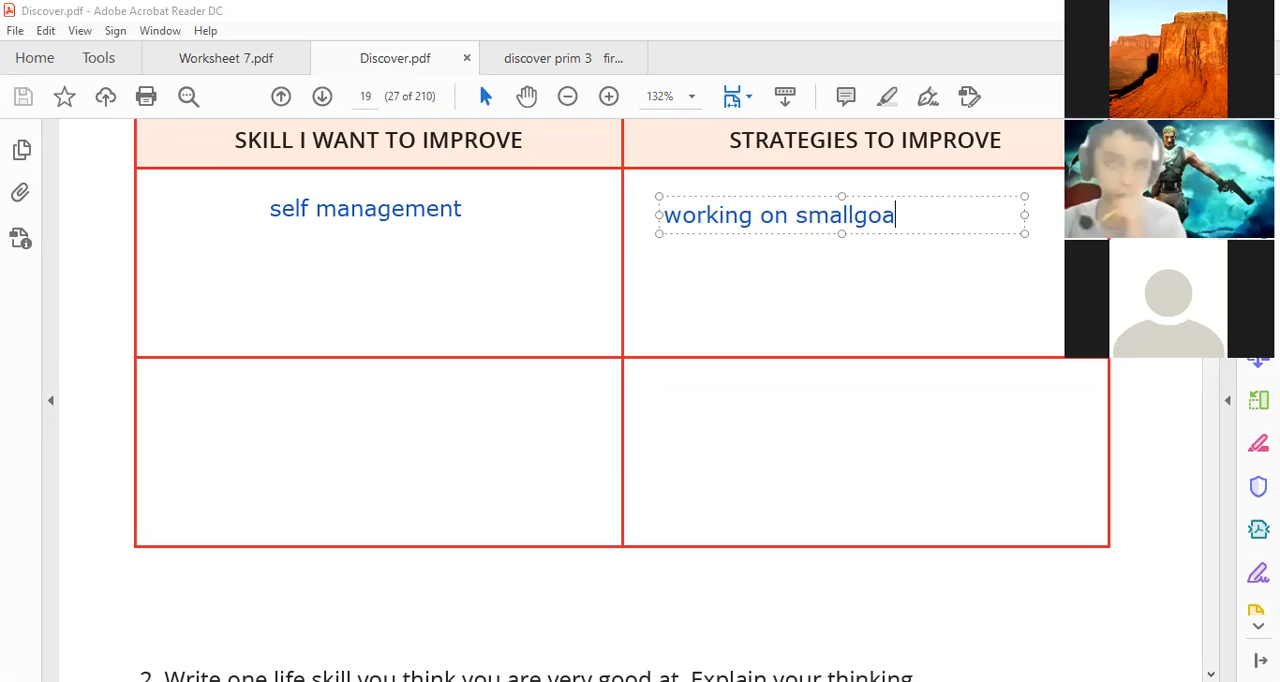 Discover.pdf - Adobe Acrobat Reader DC
File Edit View Sign Window Help
Home Tools Worksheet 7.pdf Discover.pdf × discover prim 3 fir...
19 (27 of 210) 132%
SKILL I WANT TO IMPROVE STRATEGIES TO IMPROVE
self management working on smallgoa
2. Write one life skill you think you are very good at. Explain your thinking.